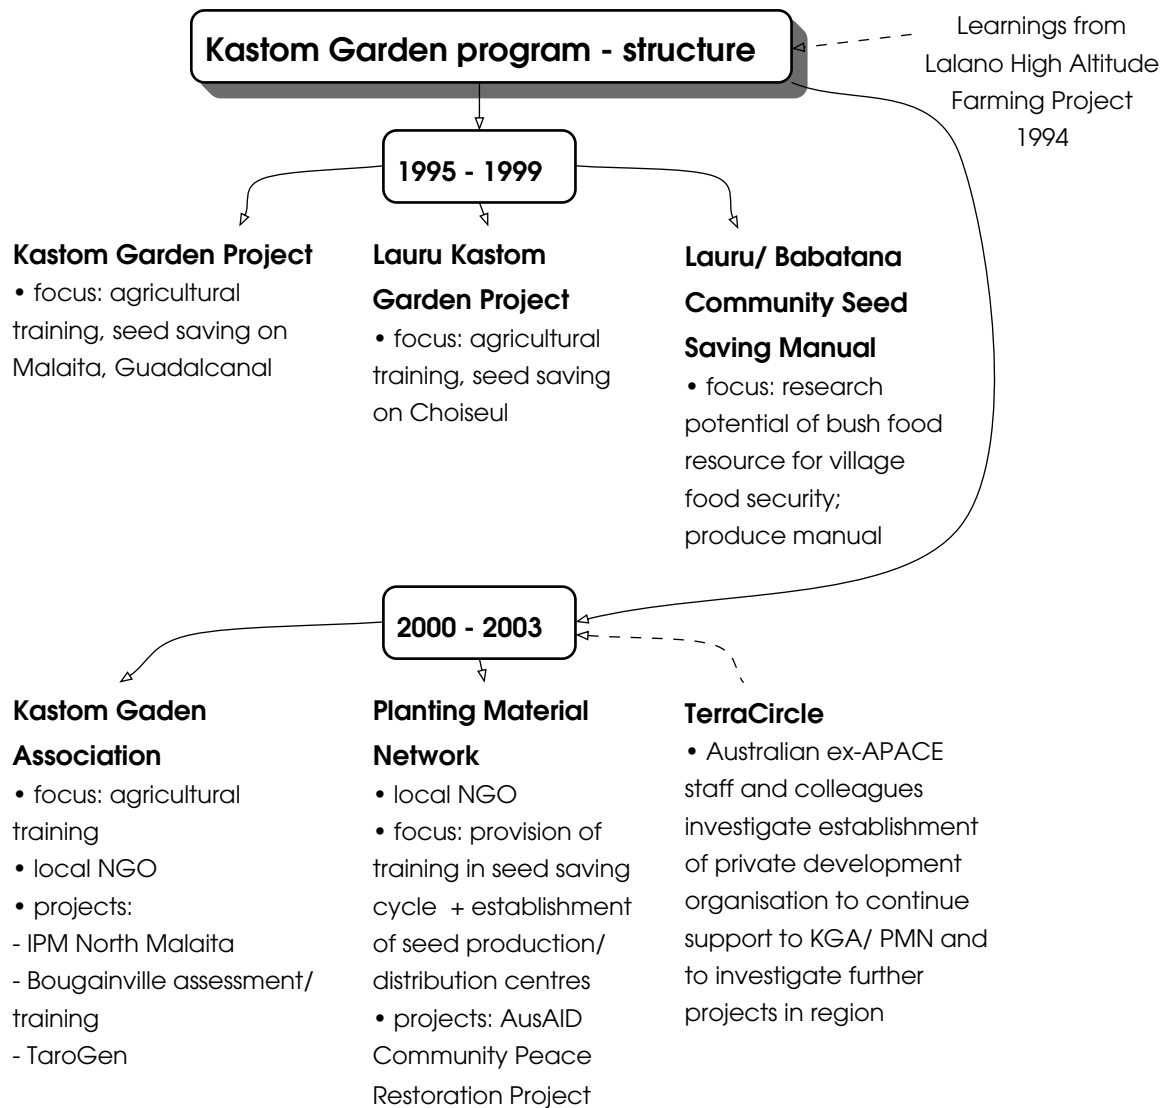 Kastom Garden program - structure
Learnings from
Lalano High Altitude
Farming Project
1994
1995 - 1999
Kastom Garden Project
• focus: agricultural
training, seed saving on
Malaita, Guadalcanal
Lauru Kastom
Garden Project
• focus: agricultural
training, seed saving
on Choiseul
Lauru/ Babatana
Community Seed
Saving Manual
• focus: research
potential of bush food
resource for village
food security;
produce manual
2000 - 2003
Kastom Gaden
Association
• focus: agricultural
training
• local NGO
• projects:
- IPM North Malaita
- Bougainville assessment/
training
- TaroGen
Planting Material
Network
• local NGO
• focus: provision of
training in seed saving
cycle  + establishment
of seed production/
distribution centres
• projects: AusAID
Community Peace
Restoration Project
TerraCircle
• Australian ex-APACE
staff and colleagues
investigate establishment
of private development
organisation to continue
support to KGA/ PMN and
to investigate further
projects in region